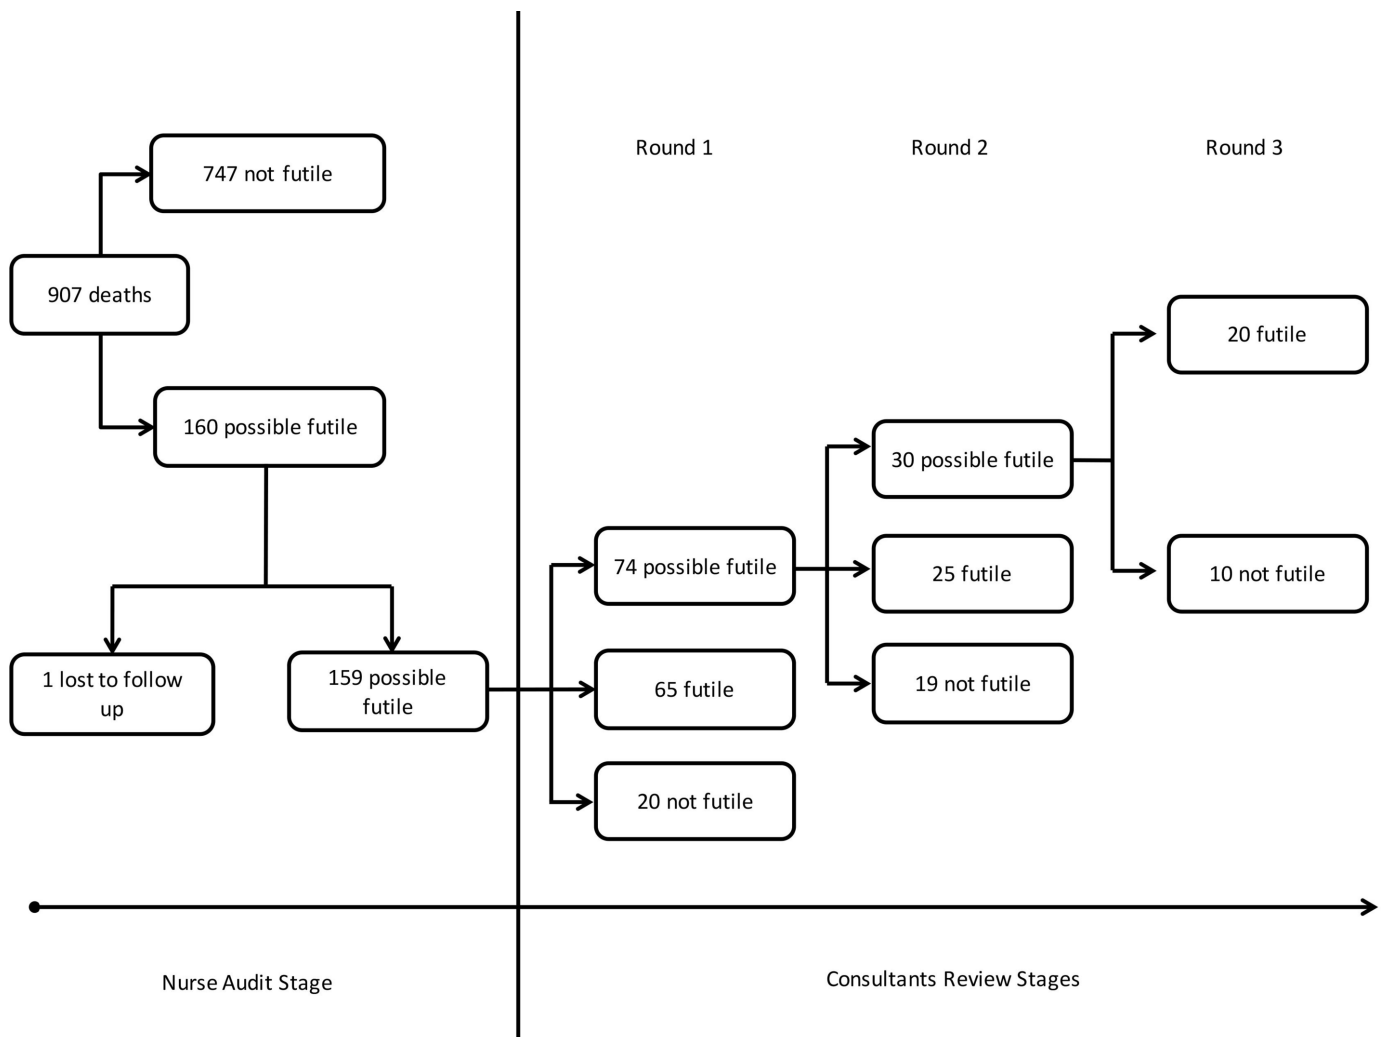 Round 1
Round 2
Round 3
747 not futile
907 deaths
160 possible futile
1 lost to follow
up
159 possible
futile
74 possible futile
65 futile
20 not futile
30 possible futile
25 futile
19 not futile
20 futile
10 not futile
Nurse Audit Stage
Consultants Review Stages